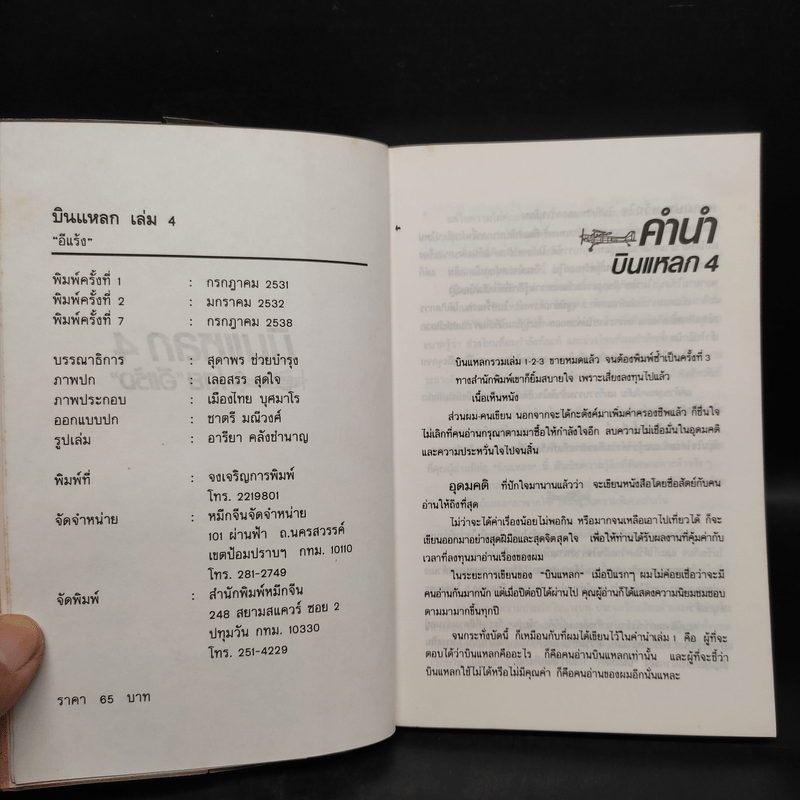 บินแหลก เล่ม 4
"อีแร้ง"
พิมพ์ครั้งที่ 1 : กรกฎาคม 2531
พิมพ์ครั้งที่ 2 : มกราคม 2532
พิมพ์ครั้งที่ 7 : กรกฎาคม 2538
บรรณาธิการ : สุดาพร ช่วยบำรุง
ภาพปก : เลอสรร สุดใจ
ภาพประกอบ : เมืองไทย บุศมาโร
ออกแบบปก : ชาตรี มณีวงศ์
รูปเล่ม : อารียา คลังชำนาญ
พิมพ์ที่ : จงเจริญการพิมพ์
โทร. 2219801
จัดจำหน่าย : หมึกจีนจัดจำหน่าย
101 ผ่านฟ้า ถ.นครสวรรค์
เขตป้อมปราบฯ กทม. 10110
โทร. 281-2749
จัดพิมพ์ : สำนักพิมพ์หมึกจีน
248 สยามสแควร์ ซอย 2
ปทุมวัน กทม. 10330
โทร. 251-4229
ราคา 65 บาท
คำนำ
บินแหลก 4
บินแหลกรวมเล่ม 1-2-3 ขายหมดแล้ว จนต้องพิมพ์ซ้ำเป็นครั้งที่ 3
ทางสำนักพิมพ์เขาก็ยิ้มสบายใจ เพราะเสี่ยงลงทุนไปแล้ว
เนื้อเห็นหนัง
ส่วนผม-คนเขียน นอกจากจะได้กะตังค์มาเพิ่มค่าครองชีพแล้ว ก็ชื่นใจ
ไม่เลิกที่คนอ่านกรุณาตามมาซื้อให้กำลังใจอีก ลบความไม่เชื่อมั่นในอุดมคติ
และความประหวั่นใจไปจนสิ้น
อุดมคติ ที่ปักใจมานานแล้วว่า จะเขียนหนังสือโดยซื่อสัตย์กับคน
อ่านให้ถึงที่สุด
ไม่ว่าจะได้ค่าเรื่องน้อยไม่พอกิน หรือมากจนเหลือเอาไปเที่ยวได้ ก็จะ
เขียนออกมาอย่างสุดฝีมือและสุดจิตสุดใจ เพื่อให้ท่านได้รับผลงานที่คุ้มค่ากับ
เวลาที่ลงทุนมาอ่านเรื่องของผม
ในระยะการเขียนของ "บินแหลก" เมื่อปีแรกๆ ผมไม่ค่อยเชื่อว่าจะมี
คนอ่านกันมากนัก แต่เมื่อปีต่อปีได้ผ่านไป คุณผู้อ่านก็ได้แสดงความนิยมชมชอบ
ตามมามากขึ้นทุกปี
จนกระทั่งบัดนี้ ก็เหมือนกับที่ผมได้เขียนไว้ในคำนำเล่ม 1 คือ ผู้ที่จะ
ตอบได้ว่าบินแหลกคืออะไร ก็คือคนอ่านบินแหลกเท่านั้น และผู้ที่จะชี้ว่า
บินแหลกใช้ไม่ได้หรือไม่มีคุณค่า ก็คือคนอ่านของผมอีกนั่นแหละ